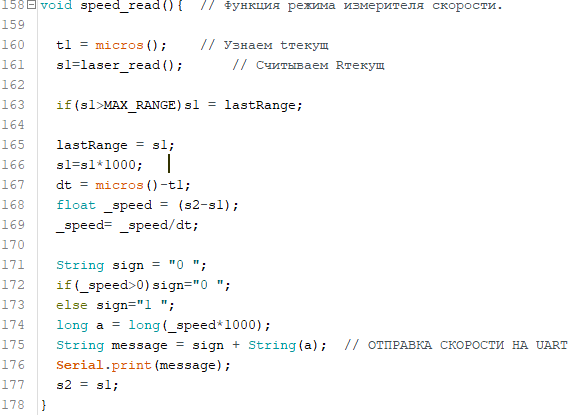 158 void speed_read(){  // Функция режима измерителя скорости.
159
160 t1 = micros();    // Узнаем tтекущ
161 s1=laser_read();      // Считываем Rтекущ
162
163 if(s1>MAX_RANGE)s1 = lastRange;
164
165 lastRange = s1;
166 s1=s1*1000;
167 dt = micros()-t1;
168 float _speed = (s2-s1);
169 _speed= _speed/dt;
170
171 String sign = "0 ";
172 if(_speed>0)sign="0 ";
173 else sign="1 ";
174 long a = long(_speed*1000);
175 String message = sign + String(a);  // ОТПРАВКА СКОРОСТИ НА UART
176 Serial.print(message);
177 s2 = s1;
178 }